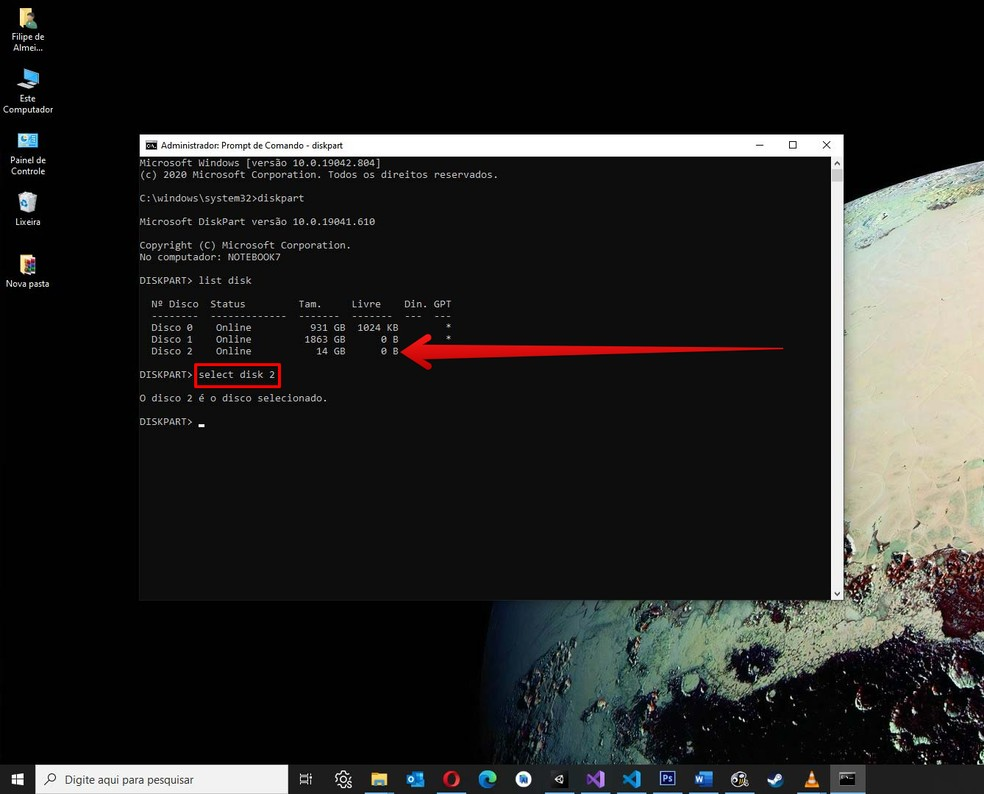 Filipe de
Almei...
Este
Computador
Painel de
Controle
Lixeira
Nova pasta
Administrador: Prompt de Comando - diskpart
Microsoft Windows [versão 10.0.19042.804]
(c) 2020 Microsoft Corporation. Todos os direitos reservados.
C:\windows\system32>diskpart
Microsoft DiskPart versão 10.0.19041.610
Copyright (C) Microsoft Corporation.
No computador: NOTEBOOK7
DISKPART> list disk
Nº Disco Status Tam. Livre Din. GPT
-------- ------------- ------- ------- --- ---
Disco 0 Online 931 GB 1024 KB *
Disco 1 Online 1863 GB 0 B *
Disco 2 Online 14 GB 0 B
DISKPART> select disk 2
O disco 2 é o disco selecionado.
DISKPART>
Digite aqui para pesquisar
Ps